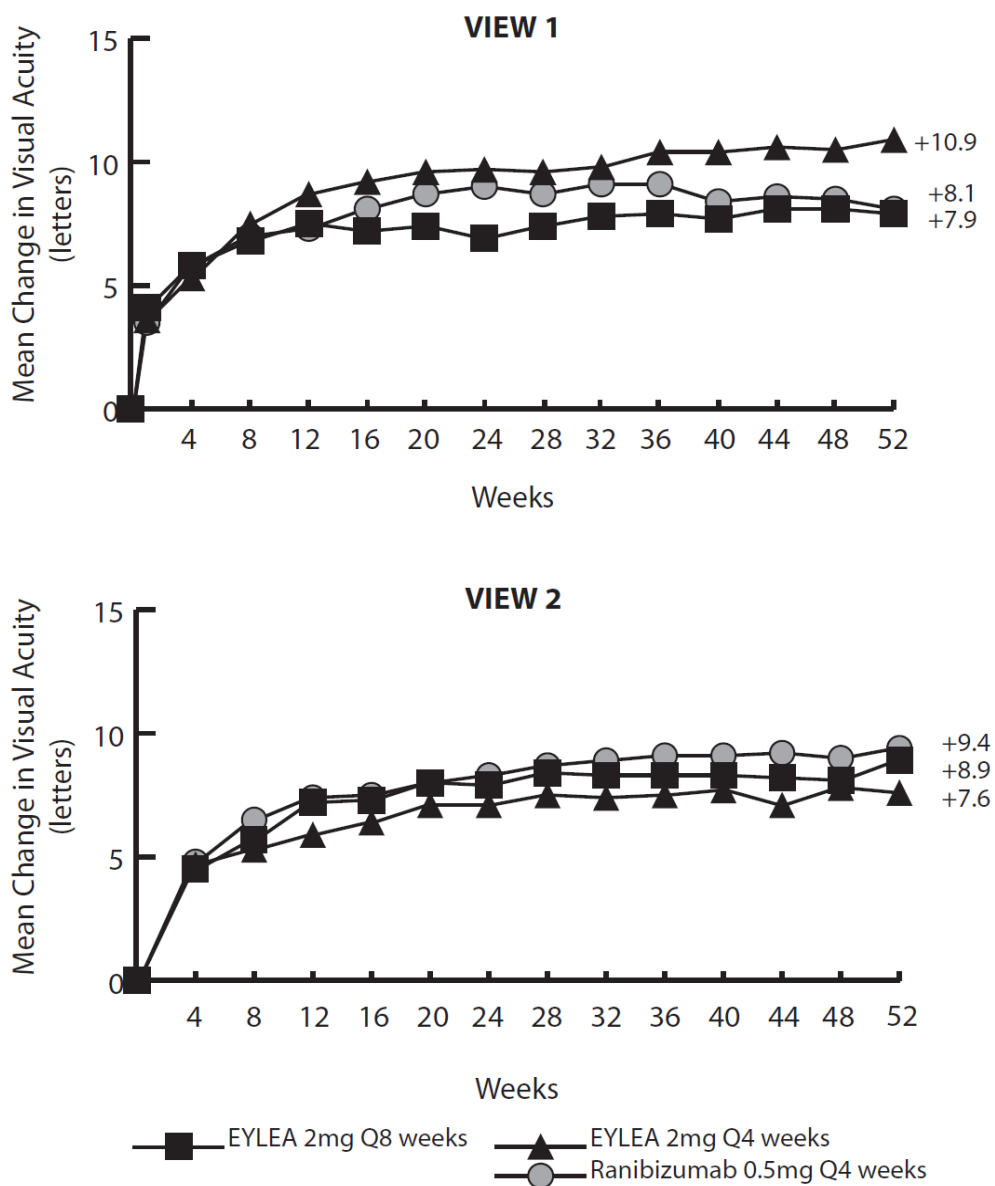 VIEW 1
Mean Change in Visual Acuity
(letters)
15
10
5
0
+10.9
+8.1
+7.9
4 8 12 16 20 24 28 32 36 40 44 48 52
Weeks
VIEW 2
Mean Change in Visual Acuity
(letters)
15
10
5
0
+9.4
+8.9
+7.6
4 8 12 16 20 24 28 32 36 40 44 48 52
Weeks
EYLEA 2mg Q8 weeks
EYLEA 2mg Q4 weeks
Ranibizumab 0.5mg Q4 weeks